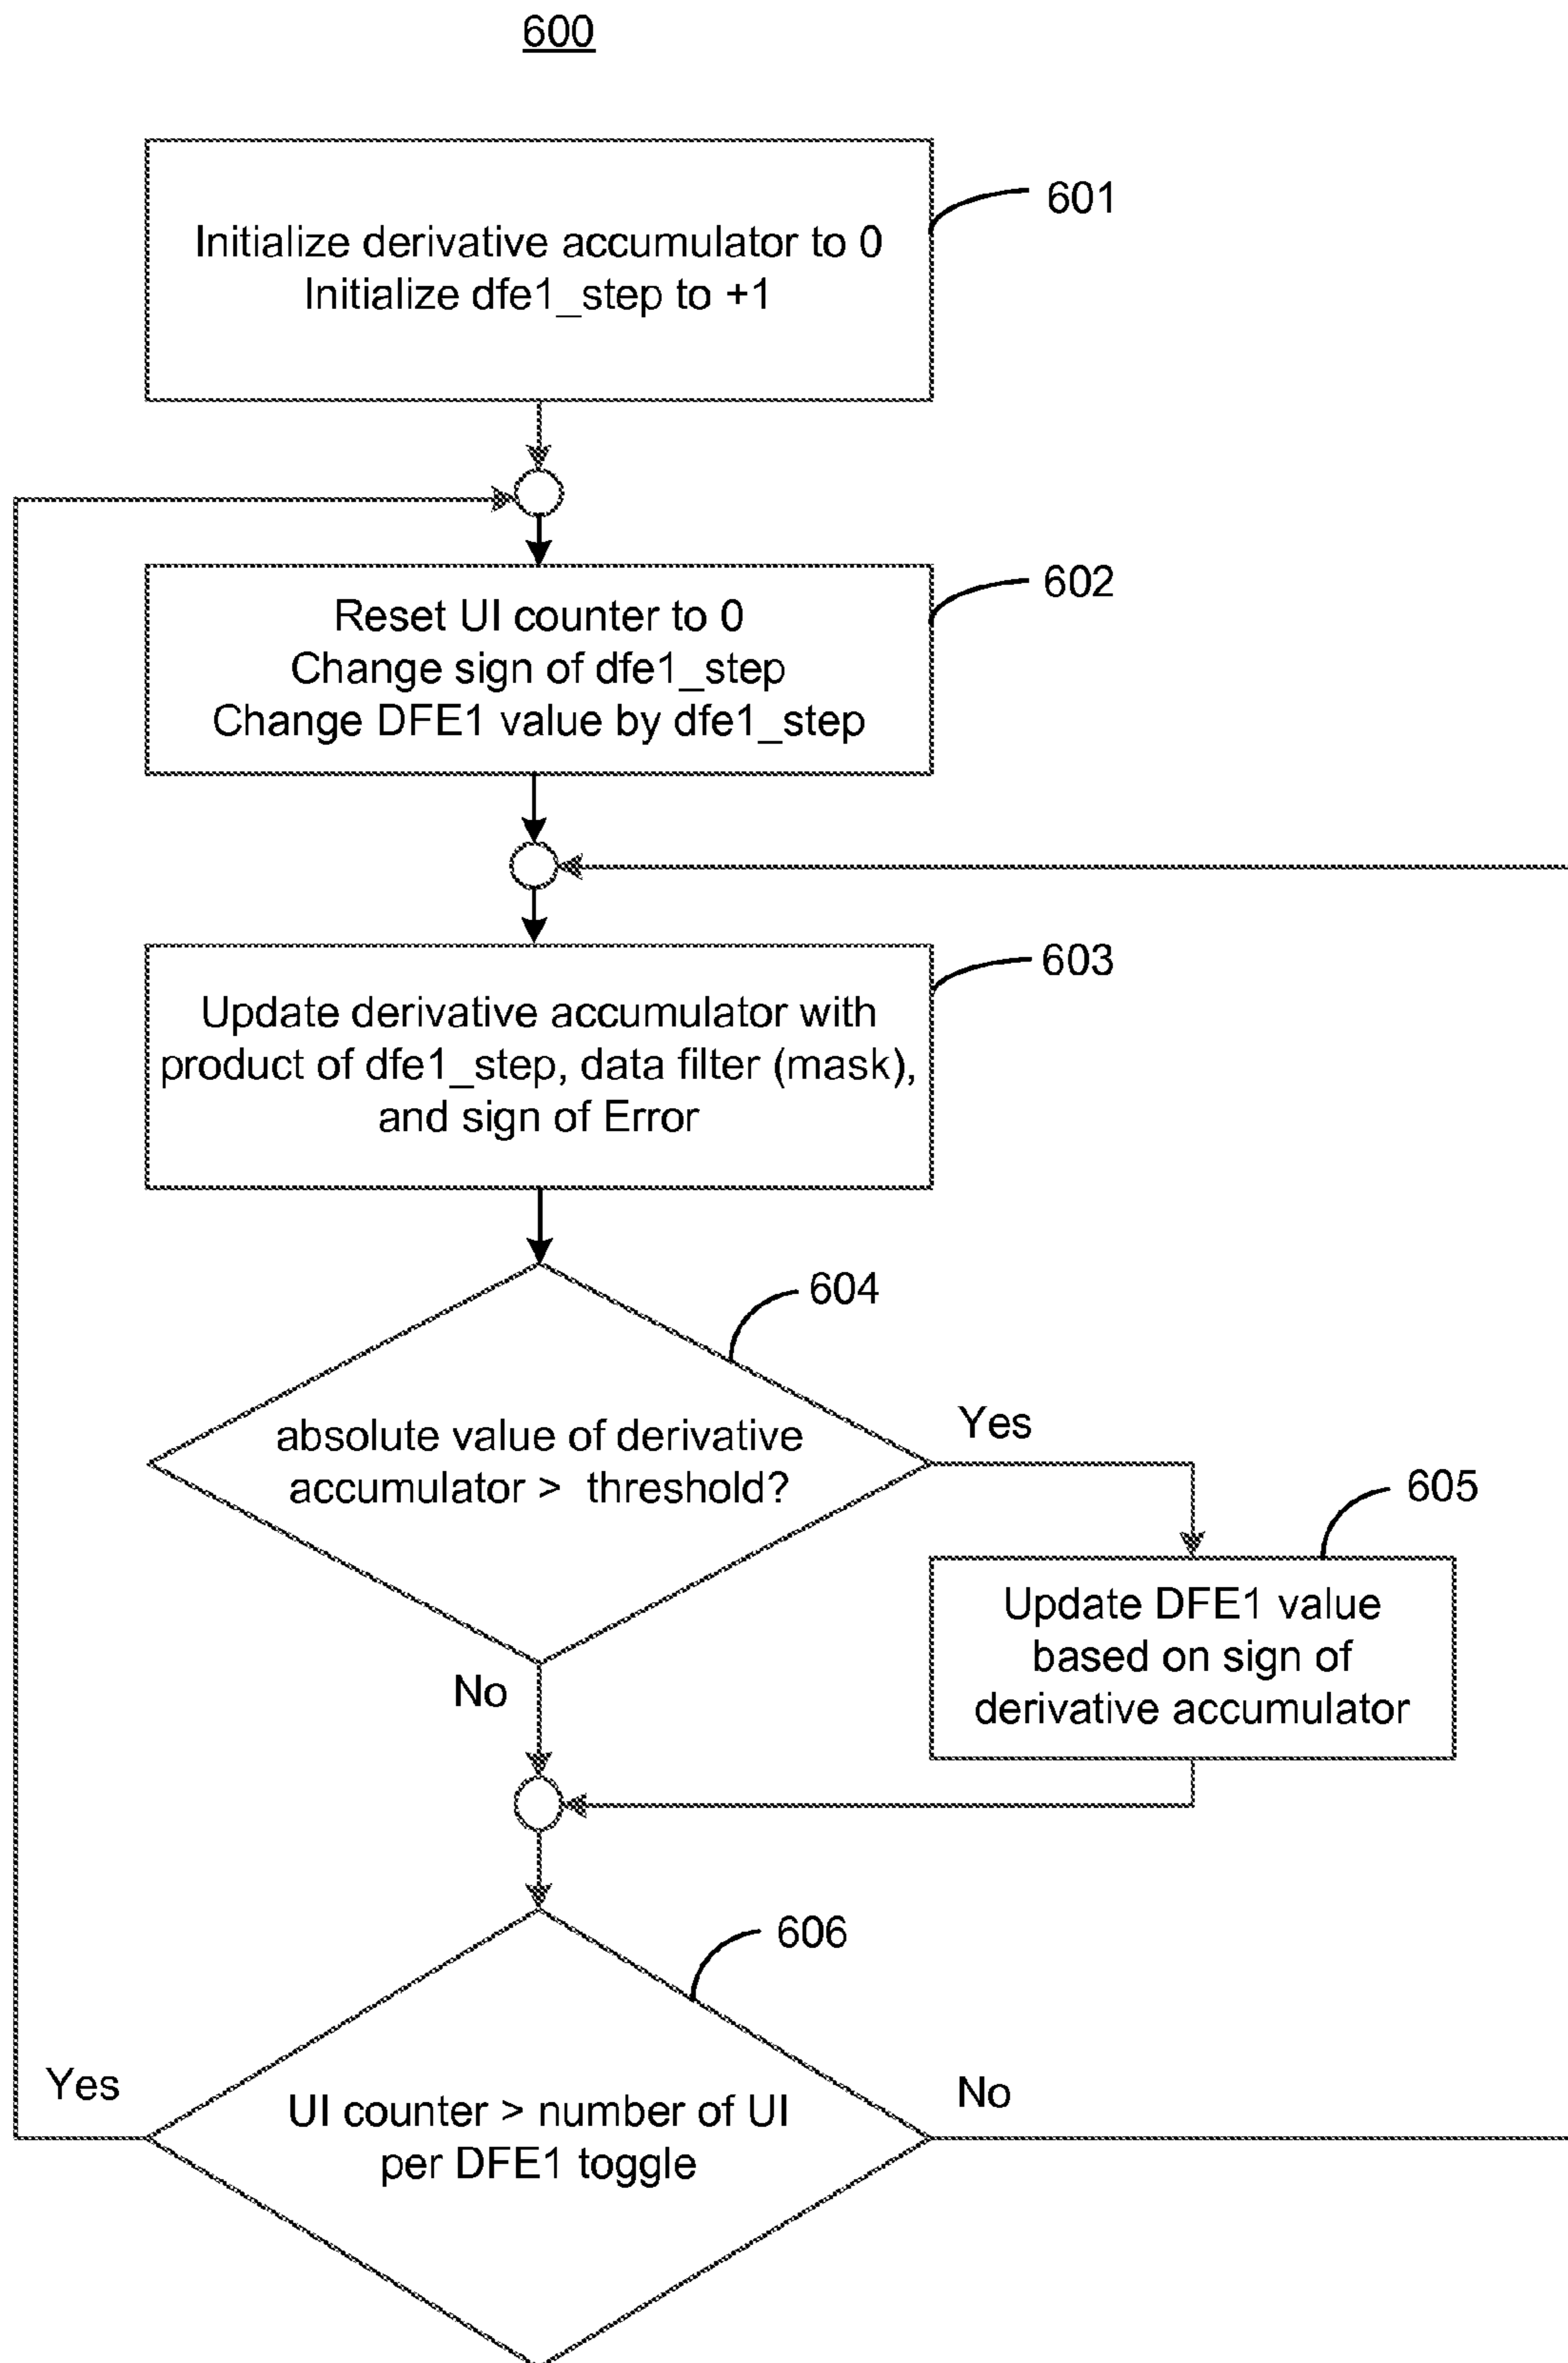 600
Initialize derivative accumulator to 0
Initialize dfe1_step to +1
601
Reset UI counter to 0
Change sign of dfe1_step
Change DFE1 value by dfe1_step
602
Update derivative accumulator with
product of dfe1_step, data filter (mask),
and sign of Error
603
604
absolute value of derivative
accumulator > threshold?
Yes
605
Update DFE1 value
based on sign of
derivative accumulator
No
606
Yes
UI counter > number of UI
per DFE1 toggle
No